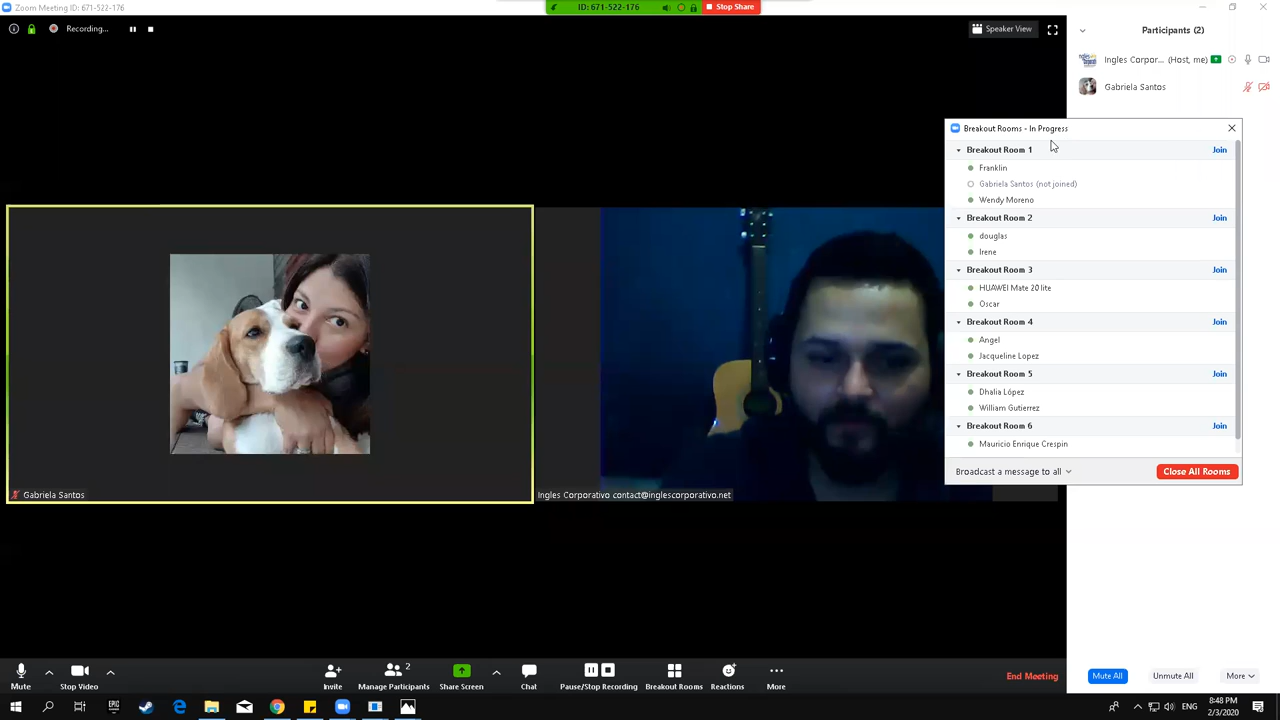 Zoom Meeting ID: 671-522-176
ID: 671-522-176
Stop Share
Recording...
Speaker View
Participants (2)
Ingles Corpor... (Host, me)
Gabriela Santos
Breakout Rooms - In Progress
Breakout Room 1 Join
Franklin
Gabriela Santos (not joined)
Wendy Moreno
Breakout Room 2 Join
douglas
Irene
Breakout Room 3 Join
HUAWEI Mate 20 lite
Oscar
Breakout Room 4 Join
Angel
Jacqueline Lopez
Breakout Room 5 Join
Dhalia López
William Gutierrez
Breakout Room 6 Join
Mauricio Enrique Crespin
Broadcast a message to all
Close All Rooms
Gabriela Santos
Ingles Corporativo contact@inglescorporativo.net
Mute
Stop Video
Invite
2
Manage Participants
Share Screen
Chat
Pause/Stop Recording
Breakout Rooms
Reactions
More
End Meeting
Mute All
Unmute All
More
EPIC
ENG
8:48 PM
2/3/2020